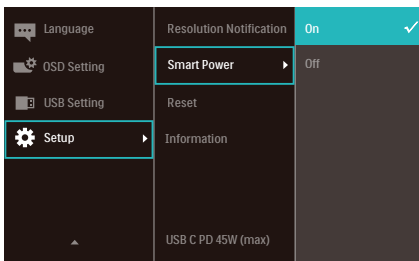 Language
OSD Setting
USB Setting
Setup
Resolution Notification
Smart Power
Reset
Information
USB C PD 45W (max)
On
Off